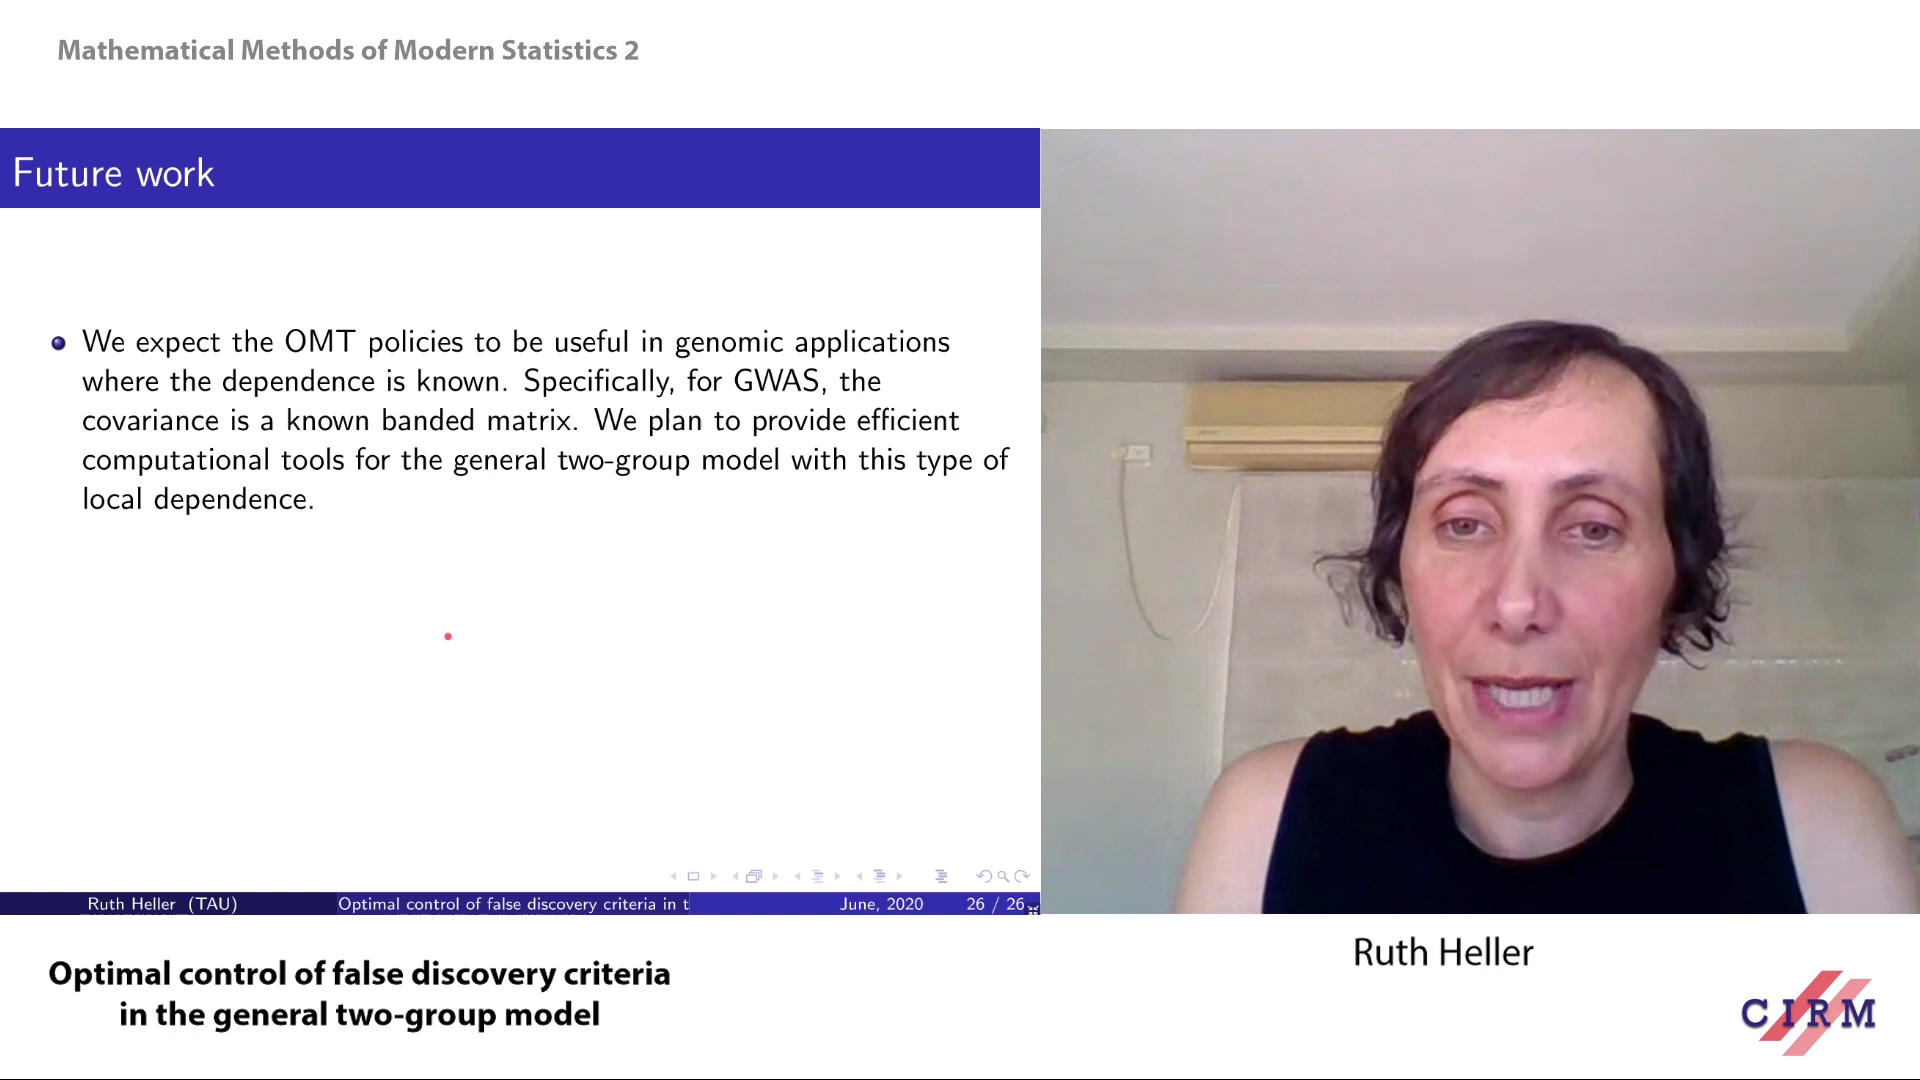 Mathematical Methods of Modern Statistics 2
Future work
We expect the OMT policies to be useful in genomic applications
where the dependence is known. Specifically, for GWAS, the
covariance is a known banded matrix. We plan to provide efficient
computational tools for the general two-group model with this type of
local dependence.
Ruth Heller (TAU)
Optimal control of false discovery criteria in t
June, 2020
26 / 26
Optimal control of false discovery criteria
in the general two-group model
Ruth Heller
CIRM